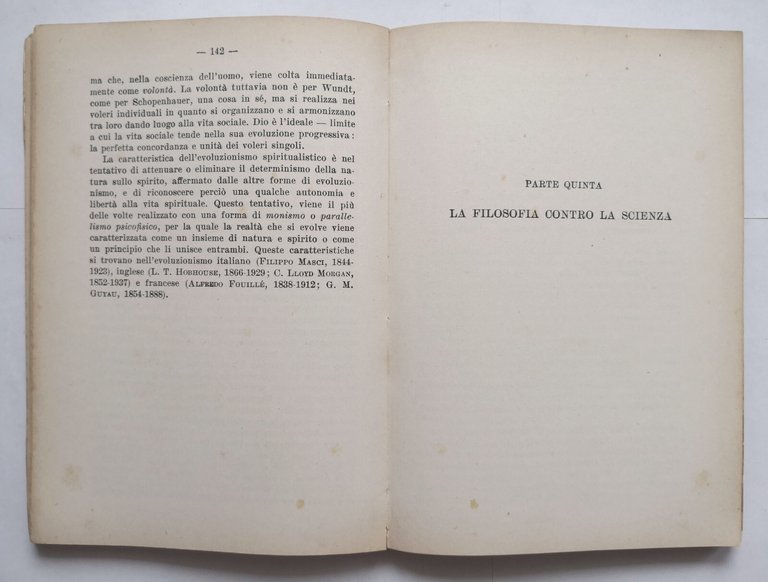 — 142 —
ma che, nella coscienza dell'uomo, viene colta immediata-
mente come volontà. La volontà tuttavia non è per Wundt,
come per Schopenhauer, una cosa in sé, ma si realizza nei
voleri individuali in quanto si organizzano e si armonizzano
tra loro dando luogo alla vita sociale. Dio è l'ideale — limite
a cui la vita sociale tende nella sua evoluzione progressiva:
la perfetta concordanza e unità dei voleri singoli.
La caratteristica dell'evoluzionismo spiritualistico è nel
tentativo di attenuare o eliminare il determinismo della
natura sullo spirito, affermato dalle altre forme di evoluzio-
nismo, e di riconoscere perciò una qualche autonomia e
libertà alla vita spirituale. Questo tentativo, viene il più
delle volte realizzato con una forma di monismo o paralle-
lismo psicofisico, per la quale la realtà che si evolve viene
caratterizzata come un insieme di natura e spirito o come
un principio che li unisce entrambi. Queste caratteristiche
si trovano nell'evoluzionismo italiano (FILIPPO MASCI, 1844-
1923), inglese (L. T. HOBHOUSE, 1866-1929; C. LLOYD MORGAN,
1852-1937) e francese (ALFREDO FOUILLÉ, 1838-1912; G. M.
GUYAU, 1854-1888).
PARTE QUINTA
LA FILOSOFIA CONTRO LA SCIENZA